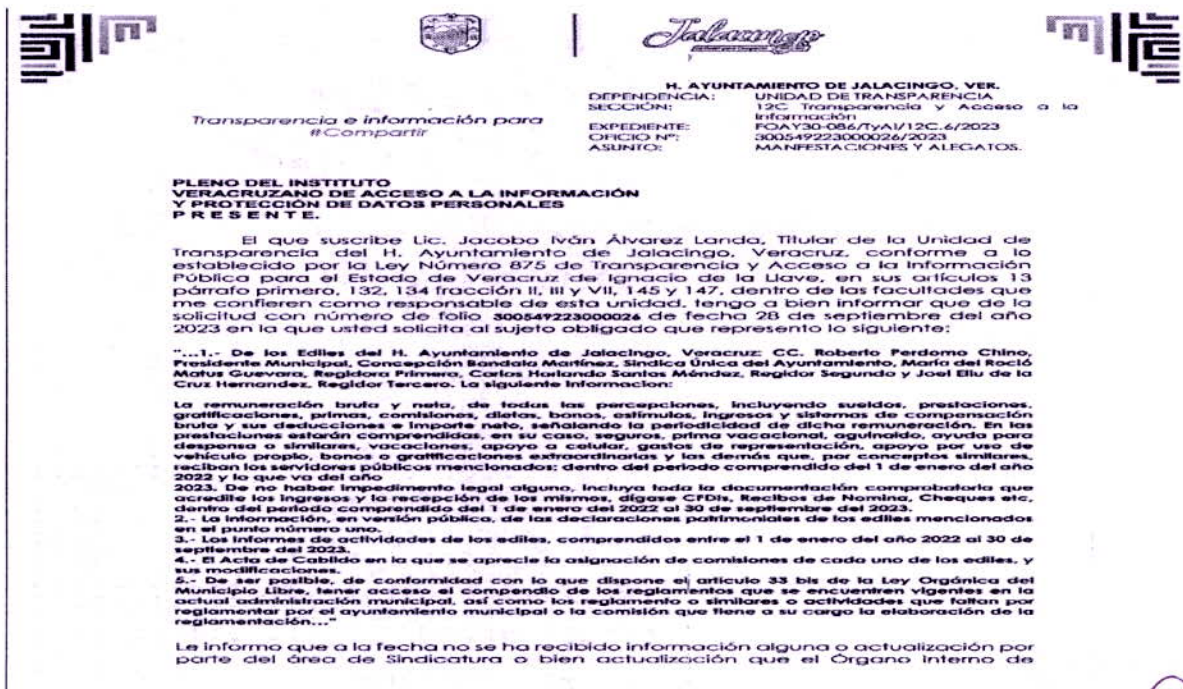 Jalacingo
H. AYUNTAMIENTO DE JALACINGO, VER.
DEPENDENCIA: UNIDAD DE TRANSPARENCIA
SECCIÓN: 12C Transparencia y Acceso a la
Información
Transparencia e información para
#Compartir
EXPEDIENTE: FOAY30-086/TyAI/12C.6/2023
OFICIO Nº: 300549223000026/2023
ASUNTO: MANFESTACIONES Y ALEGATOS.
PLENO DEL INSTITUTO
VERACRUZANO DE ACCESO A LA INFORMACIÓN
Y PROTECCIÓN DE DATOS PERSONALES
P R E S E N T E.
El que suscribe Lic. Jacobo Iván Álvarez Landa, Titular de la Unidad de
Transparencia del H. Ayuntamiento de Jalacingo, Veracruz, conforme a lo
establecido por la Ley Número 875 de Transparencia y Acceso a la Información
Pública para el Estado de Veracruz de Ignacio de la Llave, en sus artículos 13
párrafo primero, 132, 134 fracción II, III y VII, 145 y 147, dentro de las facultades que
me confieren como responsable de esta unidad, tengo a bien informar que de la
solicitud con número de folio 300549223000026 de fecha 28 de septiembre del año
2023 en la que usted solicita al sujeto obligado que represento lo siguiente:
"...1.- De los Ediles del H. Ayuntamiento de Jalacingo, Veracruz: CC. Roberto Perdomo Chino,
Presidente Municipal, Concepción Bandala Martínez, Sindica Única del Ayuntamiento, María del Roció
Matus Guevara, Regidora Primera, Carlos Harlando Santos Méndez, Regidor Segundo y Joel Eliu de la
Cruz Hernandez, Regidor Tercero. La siguiente Informacion:
La remuneración bruta y neta, de todas las percepciones, incluyendo sueldos, prestaciones,
gratificaciones, primas, comisiones, dietas, bonos, estímulos, ingresos y sistemas de compensación
bruta y sus deducciones e importe neto, señalando la periodicidad de dicha remuneración. En las
prestaciones estarán comprendidas, en su caso, seguros, prima vacacional, aguinaldo, ayuda para
despensa o similares, vacaciones, apoyo a celular, gastos de representación, apoyo por uso de
vehículo propio, bonos o gratificaciones extraordinarias y las demás que, por conceptos similares,
reciban los servidores públicos mencionados; dentro del periodo comprendido del 1 de enero del año
2022 y lo que va del año
2023. De no haber impedimento legal alguno, incluya toda la documentación comprobatoria que
acredite los ingresos y la recepción de los mismos, dígase CFDIs, Recibos de Nomina, Cheques etc,
dentro del periodo comprendido del 1 de enero del 2022 al 30 de septiembre del 2023.
2.- La información, en versión pública, de las declaraciones patrimoniales de los ediles mencionados
en el punto número uno.
3.- Los informes de actividades de los ediles, comprendidos entre el 1 de enero del año 2022 al 30 de
septiembre del 2023.
4.- El Acta de Cabildo en la que se aprecie la asignación de comisiones de cada uno de los ediles, y
sus modificaciones.
5.- De ser posible, de conformidad con lo que dispone el artículo 33 bis de la Ley Orgánica del
Municipio Libre, tener acceso el compendio de los reglamentos que se encuentren vigentes en la
actual administración municipal, así como los reglamento o similares o actividades que faltan por
reglamentar por el ayuntamiento municipal o la comisión que tiene a su cargo la elaboración de la
reglamentación..."
Le informo que a la fecha no se ha recibido información alguna o actualización por
parte del área de Sindicatura o bien actualización que el Órgano Interno de